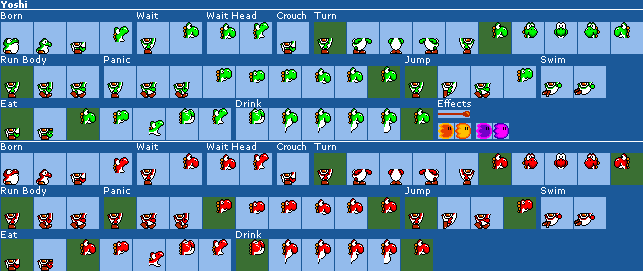 Yoshi
Born Wait Wait Head Crouch Turn
Run Body Panic Jump Swim
Eat Drink Effects
Born Wait Wait Head Crouch Turn
Run Body Panic Jump Swim
Eat Drink